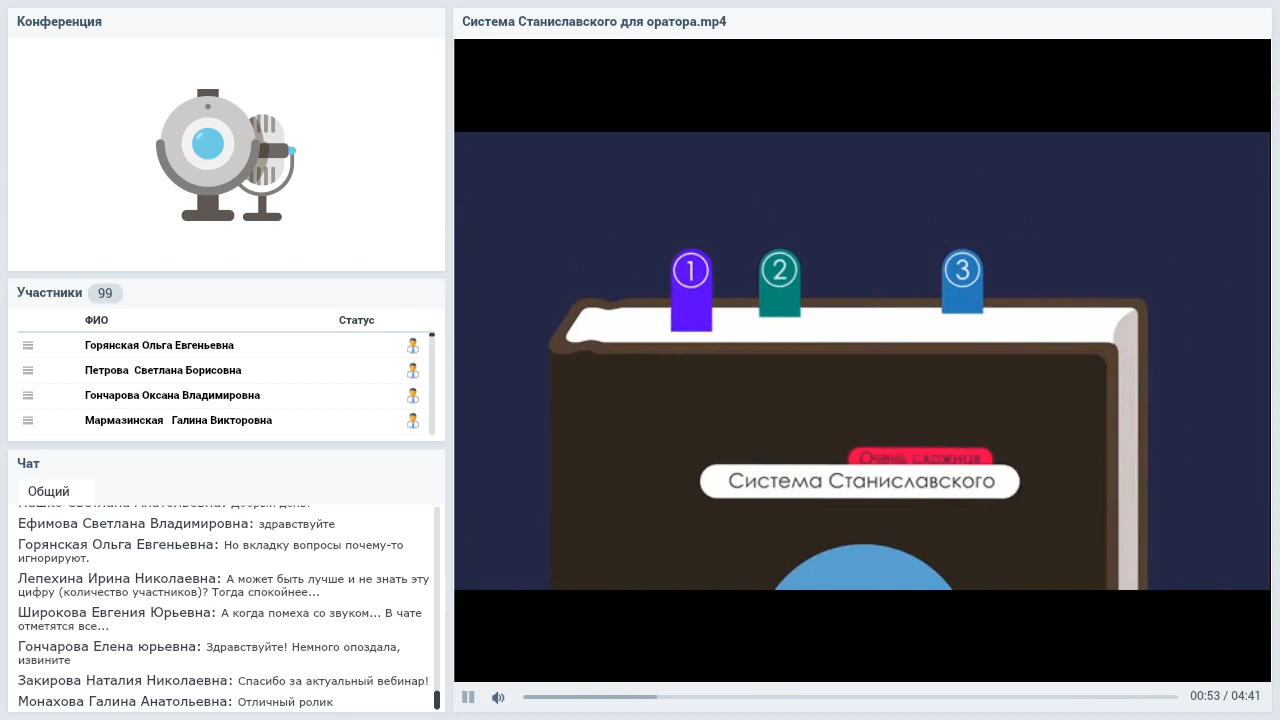 Конференция
Участники 99
ФИО Статус
Горянская Ольга Евгеньевна
Петрова Светлана Борисовна
Гончарова Оксана Владимировна
Мармазинская Галина Викторовна
Чат
Общий
Ефимова Светлана Владимировна: здравствуйте
Горянская Ольга Евгеньевна: Но вкладку вопросы почему-то
игнорируют.
Лепехина Ирина Николаевна: А может быть лучше и не знать эту
цифру (количество участников)? Тогда спокойнее...
Широкова Евгения Юрьевна: А когда помеха со звуком... В чате
отметятся все...
Гончарова Елена юрьевна: Здравствуйте! Немного опоздала,
извините
Закирова Наталия Николаевна: Спасибо за актуальный вебинар!
Монахова Галина Анатольевна: Отличный ролик
Система Станиславского для оратора.mp4
1 2 3
Очень сложная
Система Станиславского
00:53 / 04:41